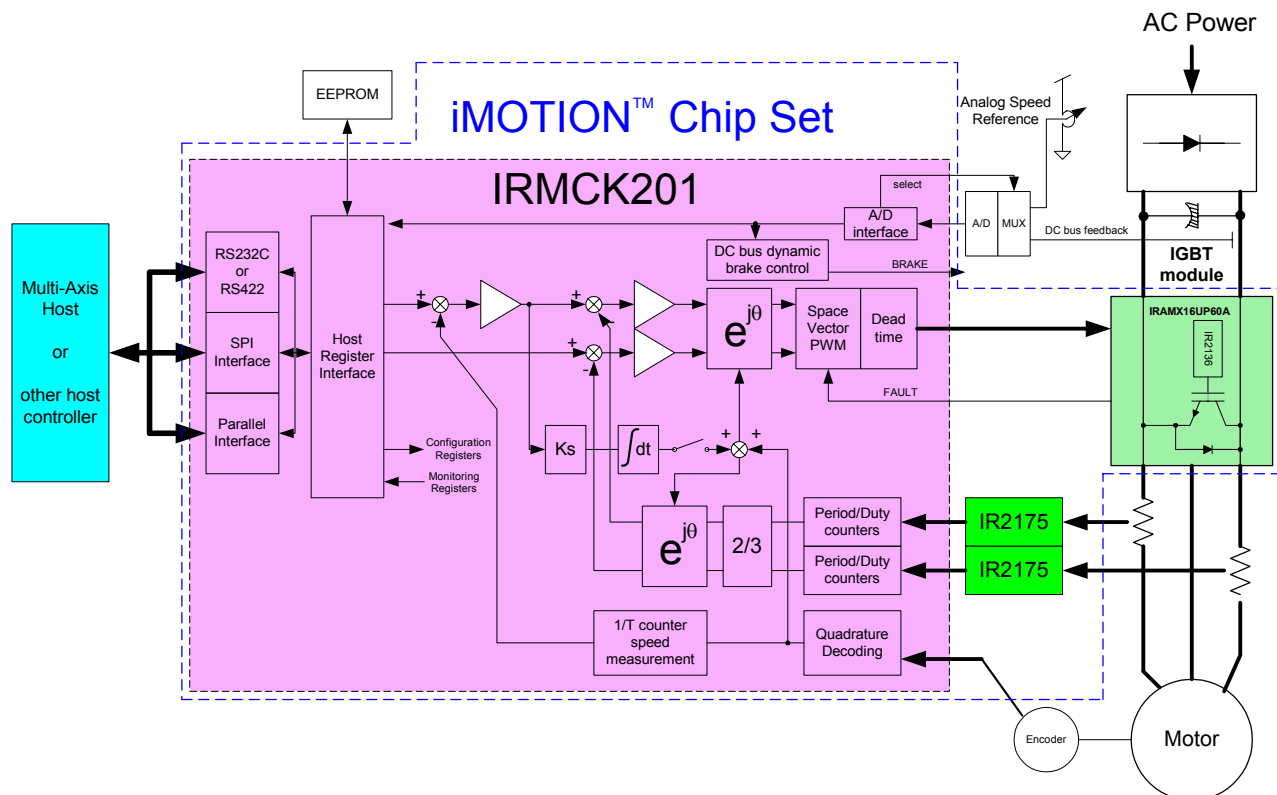 AC Power
EEPROM
iMOTION™ Chip Set
Analog Speed
Reference
IRMCK201
select
A/D
interface
A/D
MUX
DC bus feedback
DC bus dynamic
brake control
BRAKE
IGBT
module
Multi-Axis
Host
or
other host
controller
RS232C
or
RS422
SPI
Interface
Parallel
Interface
Host
Register
Interface
+
-
+
-
+
-
e^jθ
Space
Vector
PWM
Dead
time
IRAMX16UP60A
IR2136
FAULT
Configuration
Registers
Monitoring
Registers
Ks
∫dt
+
+
e^jθ
2/3
Period/Duty
counters
Period/Duty
counters
IR2175
IR2175
1/T counter
speed
measurement
Quadrature
Decoding
Encoder
Motor